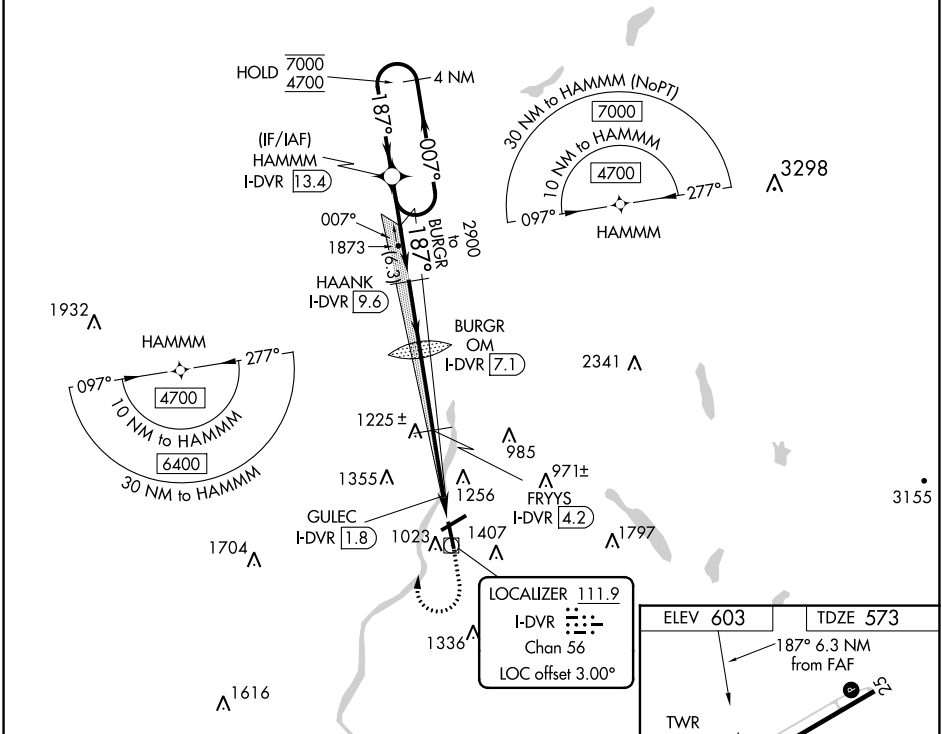 HOLD 7000
4700
4 NM
187°
007°
(IF/IAF)
HAMMM
I-DVR 13.4
30 NM to HAMMM (NoPT)
7000
10 NM to HAMMM
4700
097°
277°
HAMMM
3298
007°
1873
(6.3)
187°
2900
to
BURGR
HAANK
I-DVR 9.6
1932
HAMMM
097°
277°
4700
10 NM to HAMMM
6400
30 NM to HAMMM
BURGR
OM
I-DVR 7.1
2341
1225 ±
985
1355
1256
971±
FRYYS
I-DVR 4.2
3155
GULEC
I-DVR 1.8
1023
1407
1797
1704
LOCALIZER 111.9
I-DVR
Chan 56
LOC offset 3.00°
1336
1616
ELEV 603
TDZE 573
187° 6.3 NM
from FAF
P
25
TWR